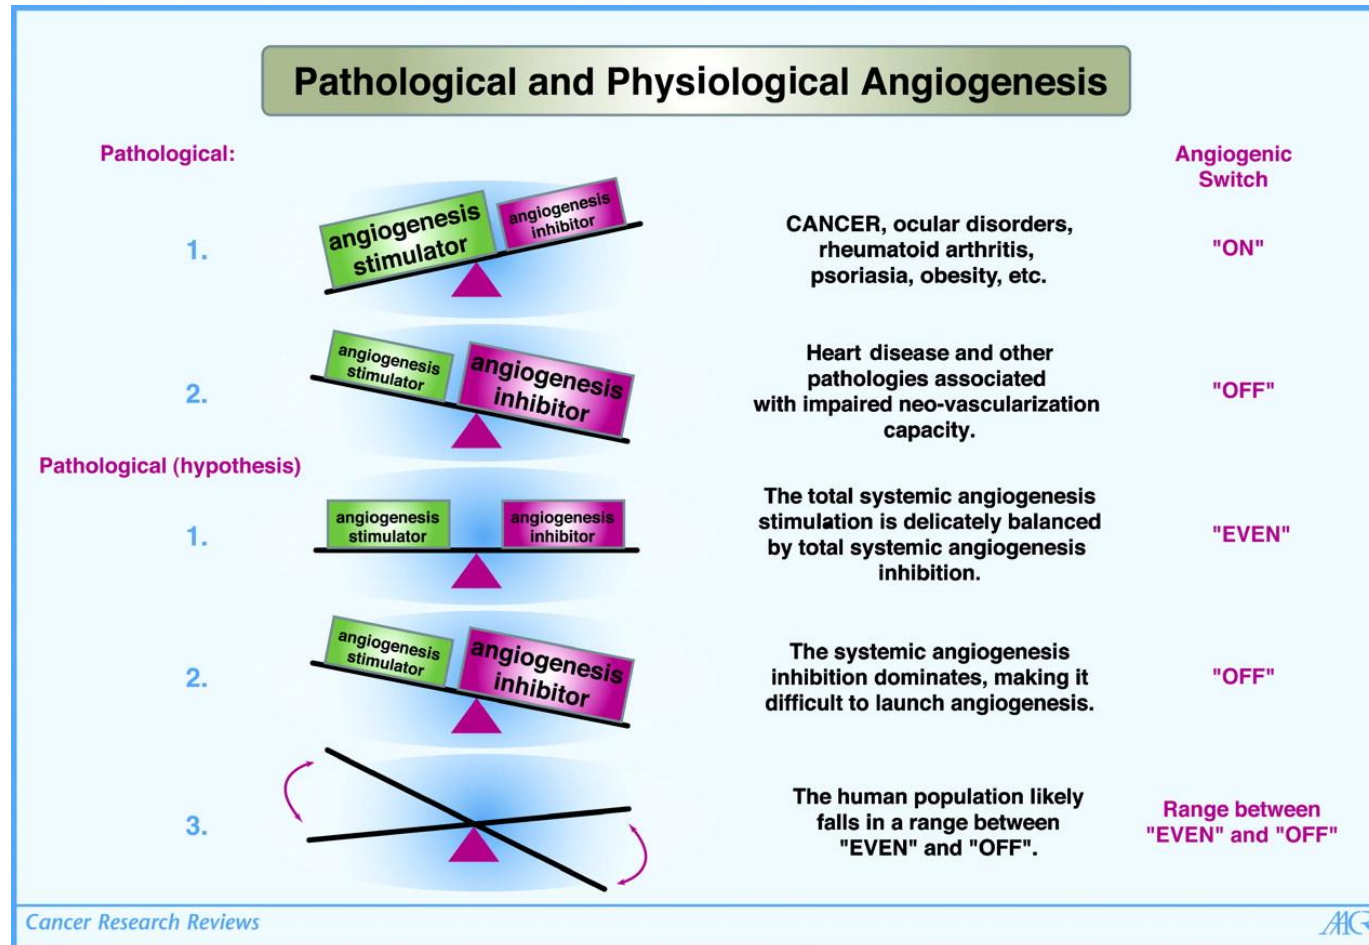 Pathological and Physiological Angiogenesis
Pathological:
Angiogenic
Switch
1.
angiogenesis
stimulator
angiogenesis
inhibitor
CANCER, ocular disorders,
rheumatoid arthritis,
psoriasia, obesity, etc.
"ON"
2.
angiogenesis
stimulator
angiogenesis
inhibitor
Heart disease and other
pathologies associated
with impaired neo-vascularization
capacity.
"OFF"
Pathological (hypothesis)
1.
angiogenesis
stimulator
angiogenesis
inhibitor
The total systemic angiogenesis
stimulation is delicately balanced
by total systemic angiogenesis
inhibition.
"EVEN"
2.
angiogenesis
stimulator
angiogenesis
inhibitor
The systemic angiogenesis
inhibition dominates, making it
difficult to launch angiogenesis.
"OFF"
3.
The human population likely
falls in a range between
"EVEN" and "OFF".
Range between
"EVEN" and "OFF"
Cancer Research Reviews